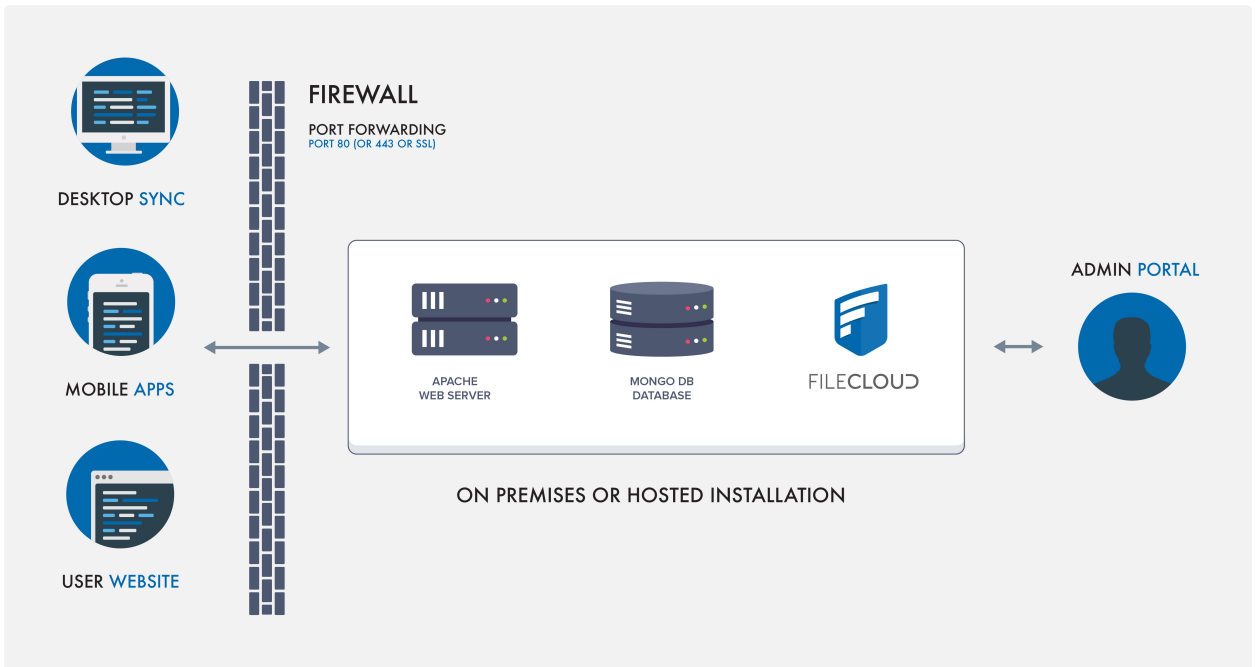 DESKTOP SYNC
MOBILE APPS
USER WEBSITE
FIREWALL
PORT FORWARDING
PORT 80 (OR 443 OR SSL)
APACHE
WEB SERVER
MONGO DB
DATABASE
FILECLOUD
ON PREMISES OR HOSTED INSTALLATION
ADMIN PORTAL